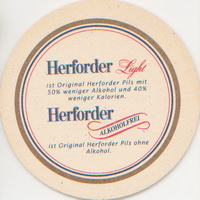 Herforder Light
ist Original Herforder Pils mit
50% weniger Alkohol und 40%
weniger Kalorien.
Herforder
ALKOHOLFREI
ist Original Herforder Pils ohne
Alkohol.